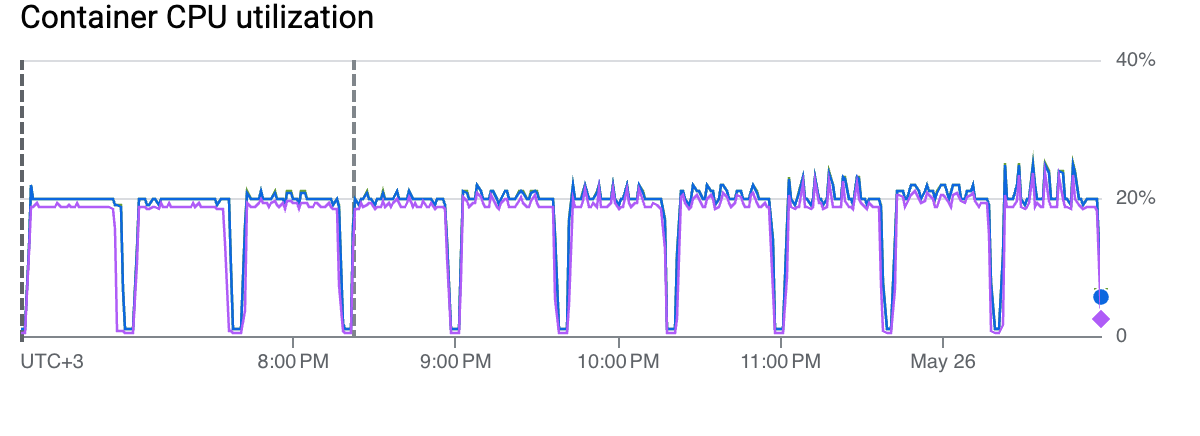 Container CPU utilization
40%
20%
0
UTC+3
8:00 PM
9:00 PM
10:00 PM
11:00 PM
May 26